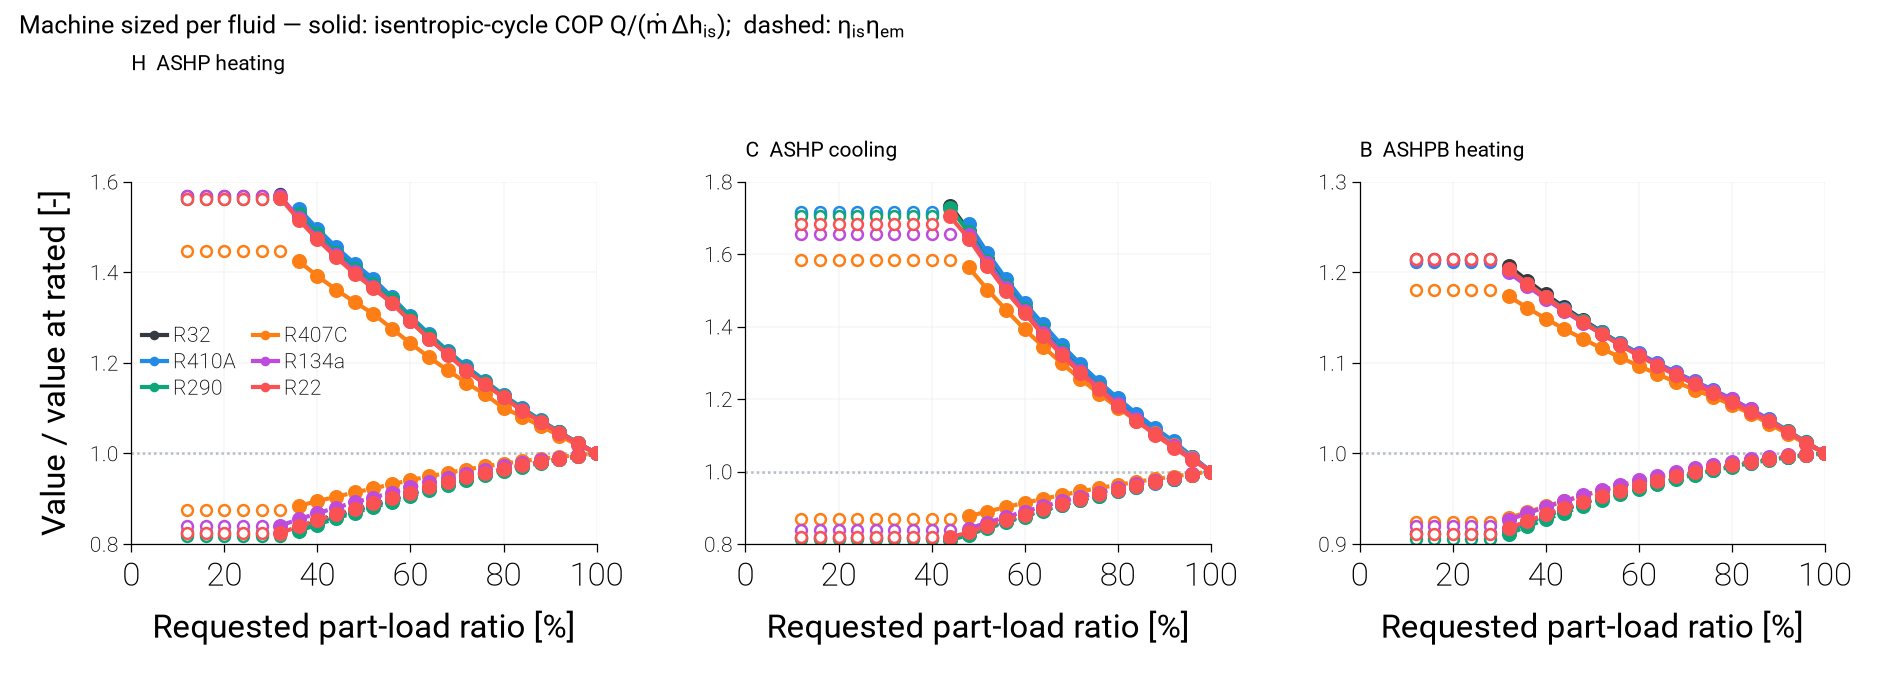 Machine sized per fluid — solid: isentropic-cycle COP Q/(ṁ Δhis); dashed: ηisηem
H ASHP heating
C ASHP cooling
B ASHPB heating
Value / value at rated [-]
1.6
1.4
1.2
1.0
0.8
R32
R410A
R290
R407C
R134a
R22
0 20 40 60 80 100
Requested part-load ratio [%]
1.8
1.6
1.4
1.2
1.0
0.8
0 20 40 60 80 100
Requested part-load ratio [%]
1.3
1.2
1.1
1.0
0.9
0 20 40 60 80 100
Requested part-load ratio [%]